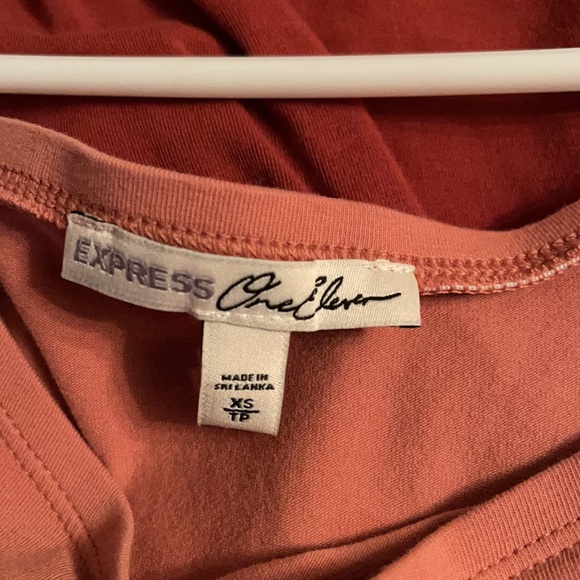 EXPRESS One Eleven
MADE IN
SRI LANKA
XS
TP